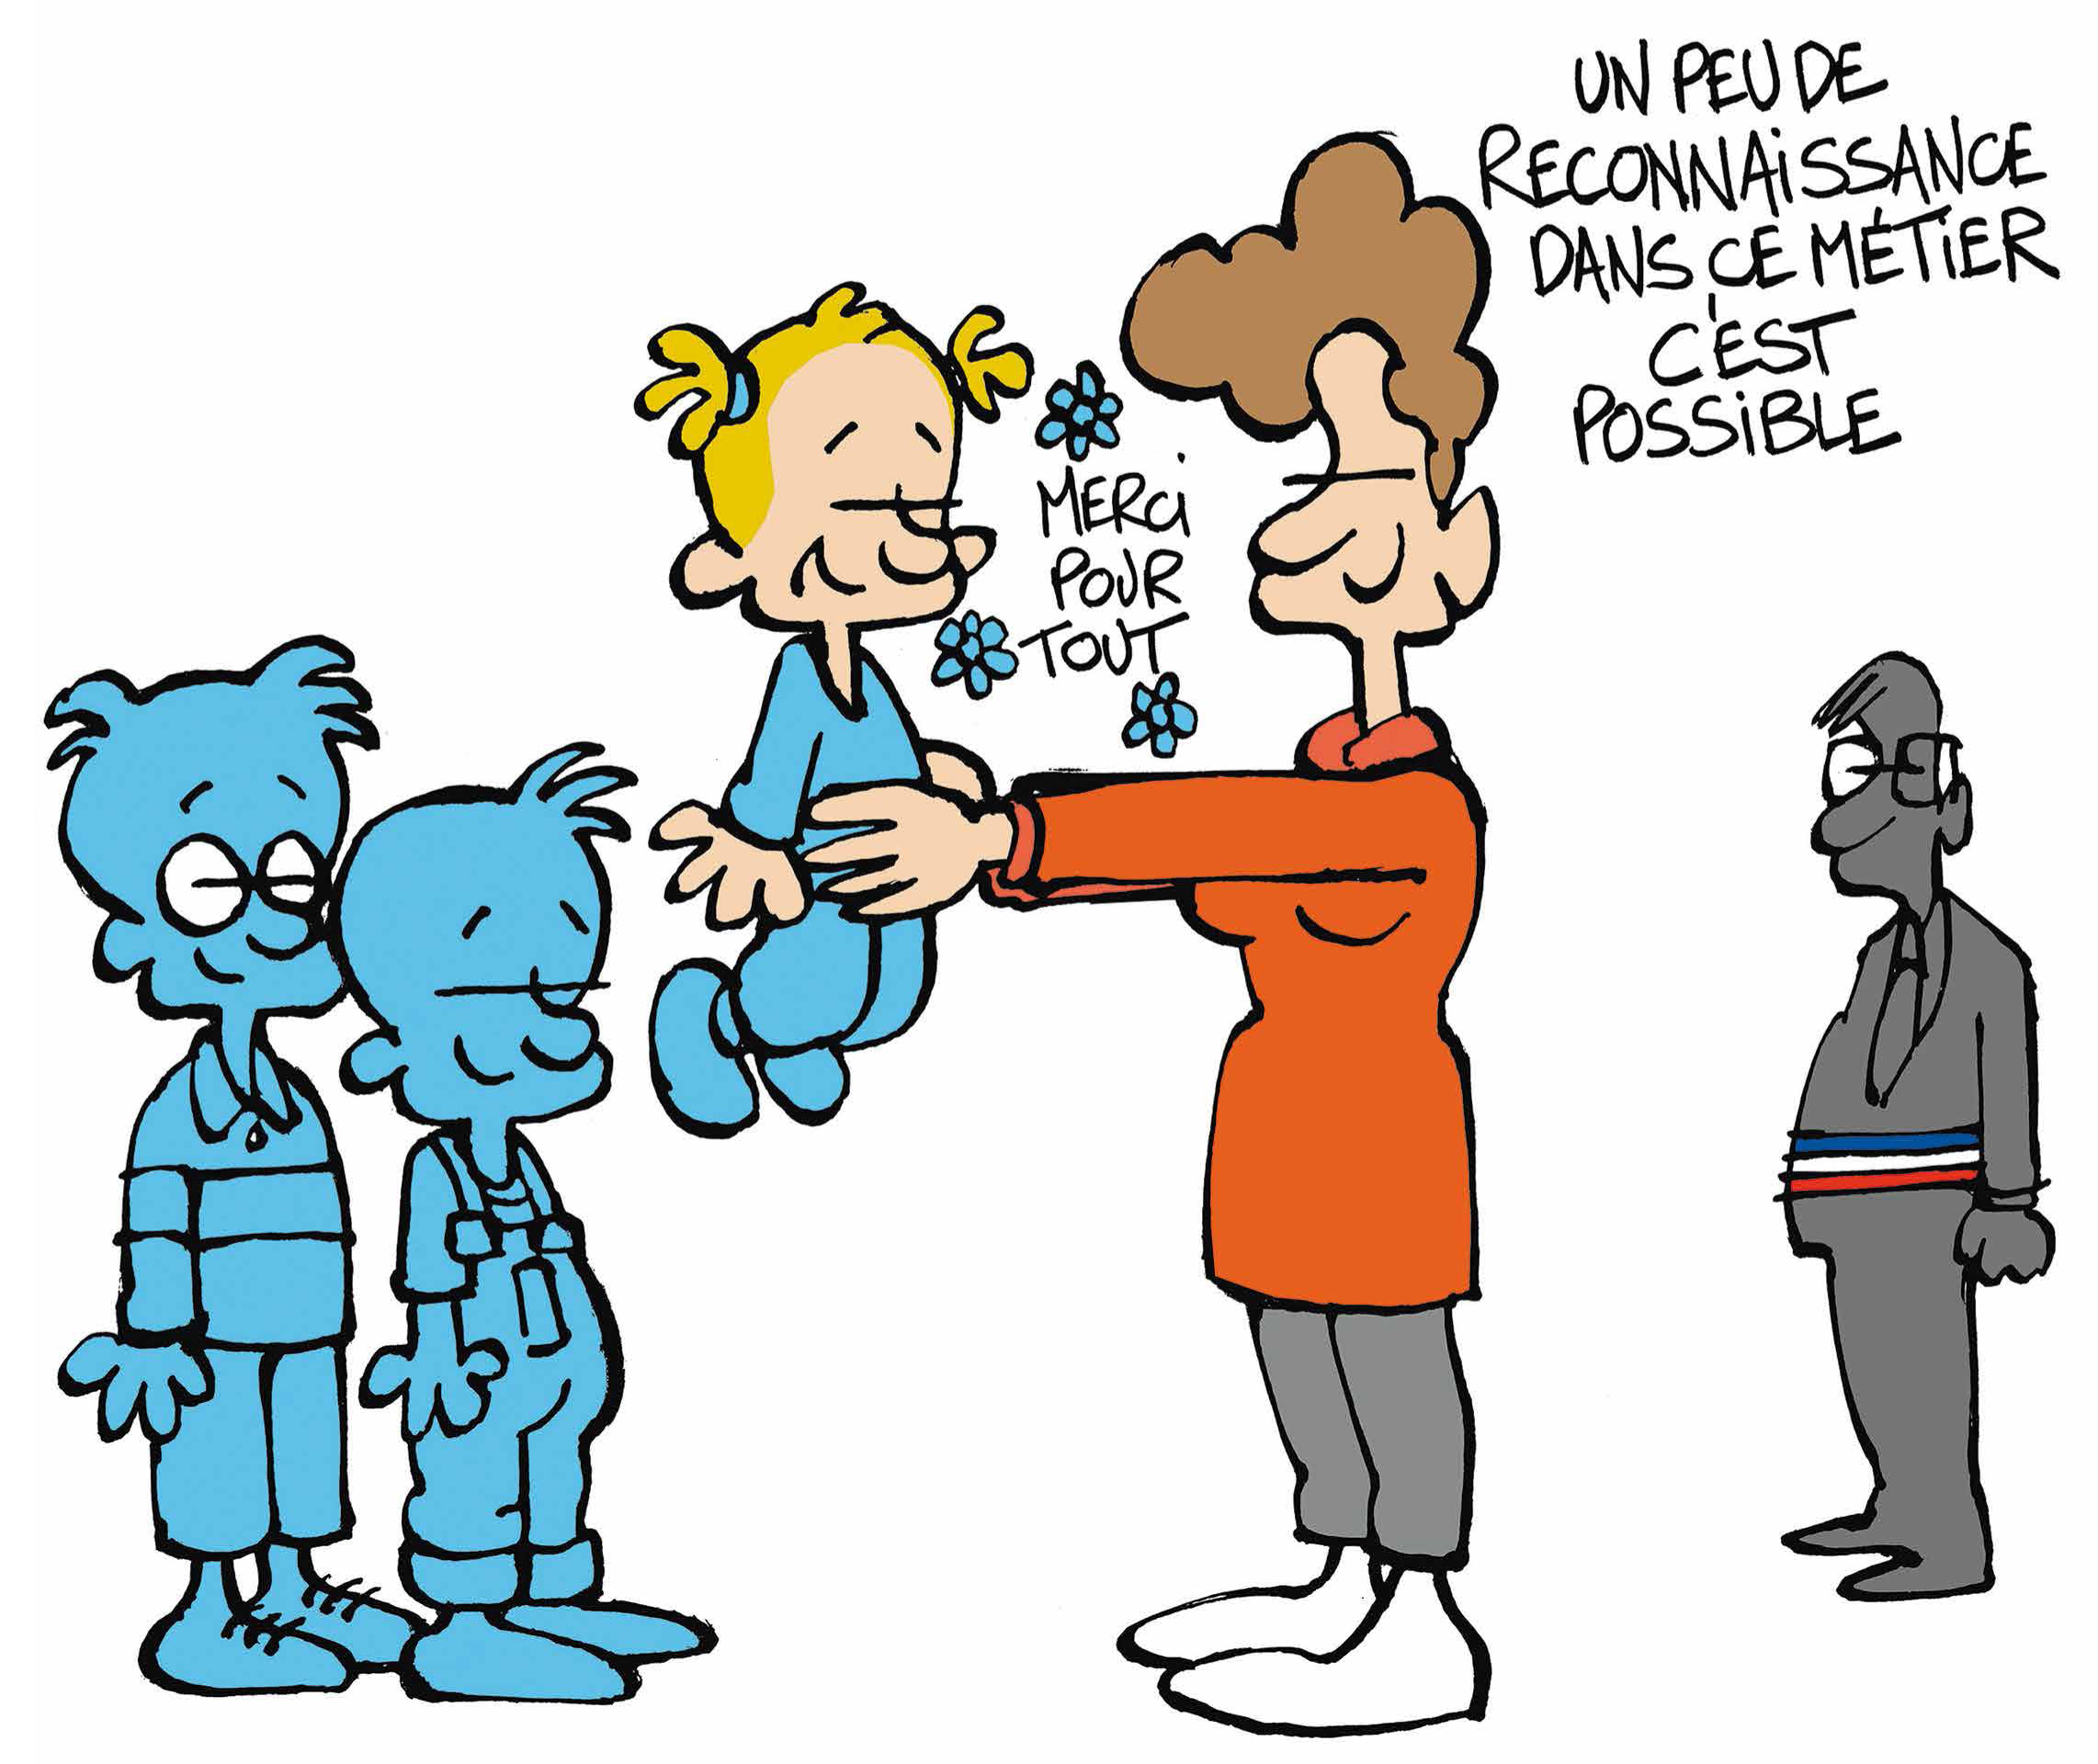 UN PEU DE
RECONNAiSSANCE
DANS CE MÉTiER
C'EST
POSSiBLE
MERCi
POUR
TOUT